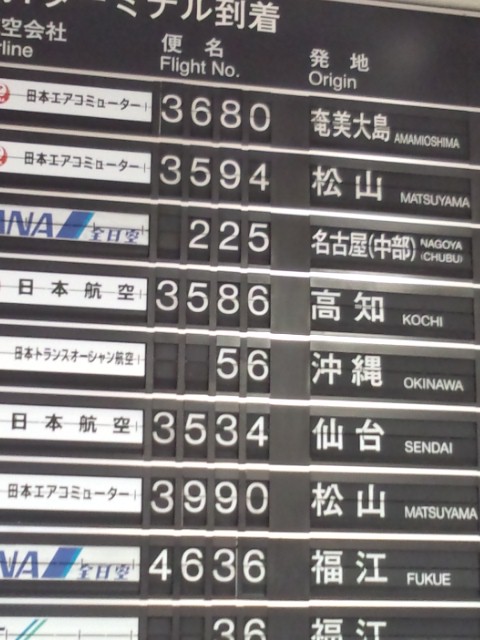 ターミナル到着
空会社 便名 発地
rline Flight No. Origin
日本エアコミューター 3680 奄美大島 AMAMIOSHIMA
日本エアコミューター 3594 松山 MATSUYAMA
ANA 全日空 225 名古屋(中部) NAGOYA (CHUBU)
日本航空 3586 高知 KOCHI
日本トランスオーシャン航空 56 沖縄 OKINAWA
日本航空 3534 仙台 SENDAI
日本エアコミューター 3990 松山 MATSUYAMA
NA 全日空 4636 福江 FUKUE
36 福江